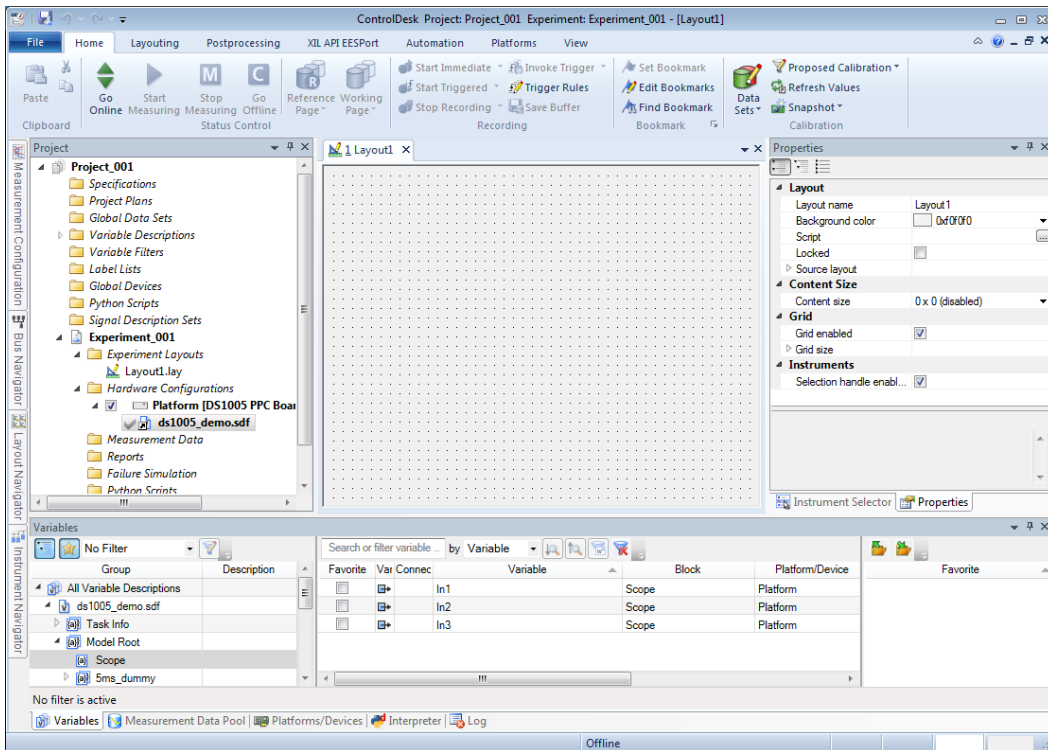 ControlDesk Project: Project_001 Experiment: Experiment_001 - [Layout1]
File Home Layouting Postprocessing XIL API EESPort Automation Platforms View
Paste
Clipboard
Go Online
Start Measuring
Stop Measuring
Go Offline
Status Control
Reference Page
Working Page
Start Immediate
Invoke Trigger
Start Triggered
Trigger Rules
Stop Recording
Save Buffer
Recording
Set Bookmark
Edit Bookmarks
Find Bookmark
Bookmark
Data Sets
Proposed Calibration
Refresh Values
Snapshot
Calibration
Measurement Configuration
Bus Navigator
Layout Navigator
Instrument Navigator
Project
Project_001
Specifications
Project Plans
Global Data Sets
Variable Descriptions
Variable Filters
Label Lists
Global Devices
Python Scripts
Signal Description Sets
Experiment_001
Experiment Layouts
Layout1.lay
Hardware Configurations
Platform [DS1005 PPC Boar
ds1005_demo.sdf
Measurement Data
Reports
Failure Simulation
Python Scripts
1 Layout1
Properties
Layout
Layout name Layout1
Background color 0xf0f0f0
Script
Locked
Source layout
Content Size
Content size 0 x 0 (disabled)
Grid
Grid enabled
Grid size
Instruments
Selection handle enabl...
Instrument Selector Properties
Variables
No Filter
Group Description
All Variable Descriptions
ds1005_demo.sdf
Task Info
Model Root
Scope
5ms_dummy
Search or filter variable ... by Variable
Favorite Var Connec Variable Block Platform/Device
In1 Scope Platform
In2 Scope Platform
In3 Scope Platform
Favorite
No filter is active
Variables Measurement Data Pool Platforms/Devices Interpreter Log
Offline